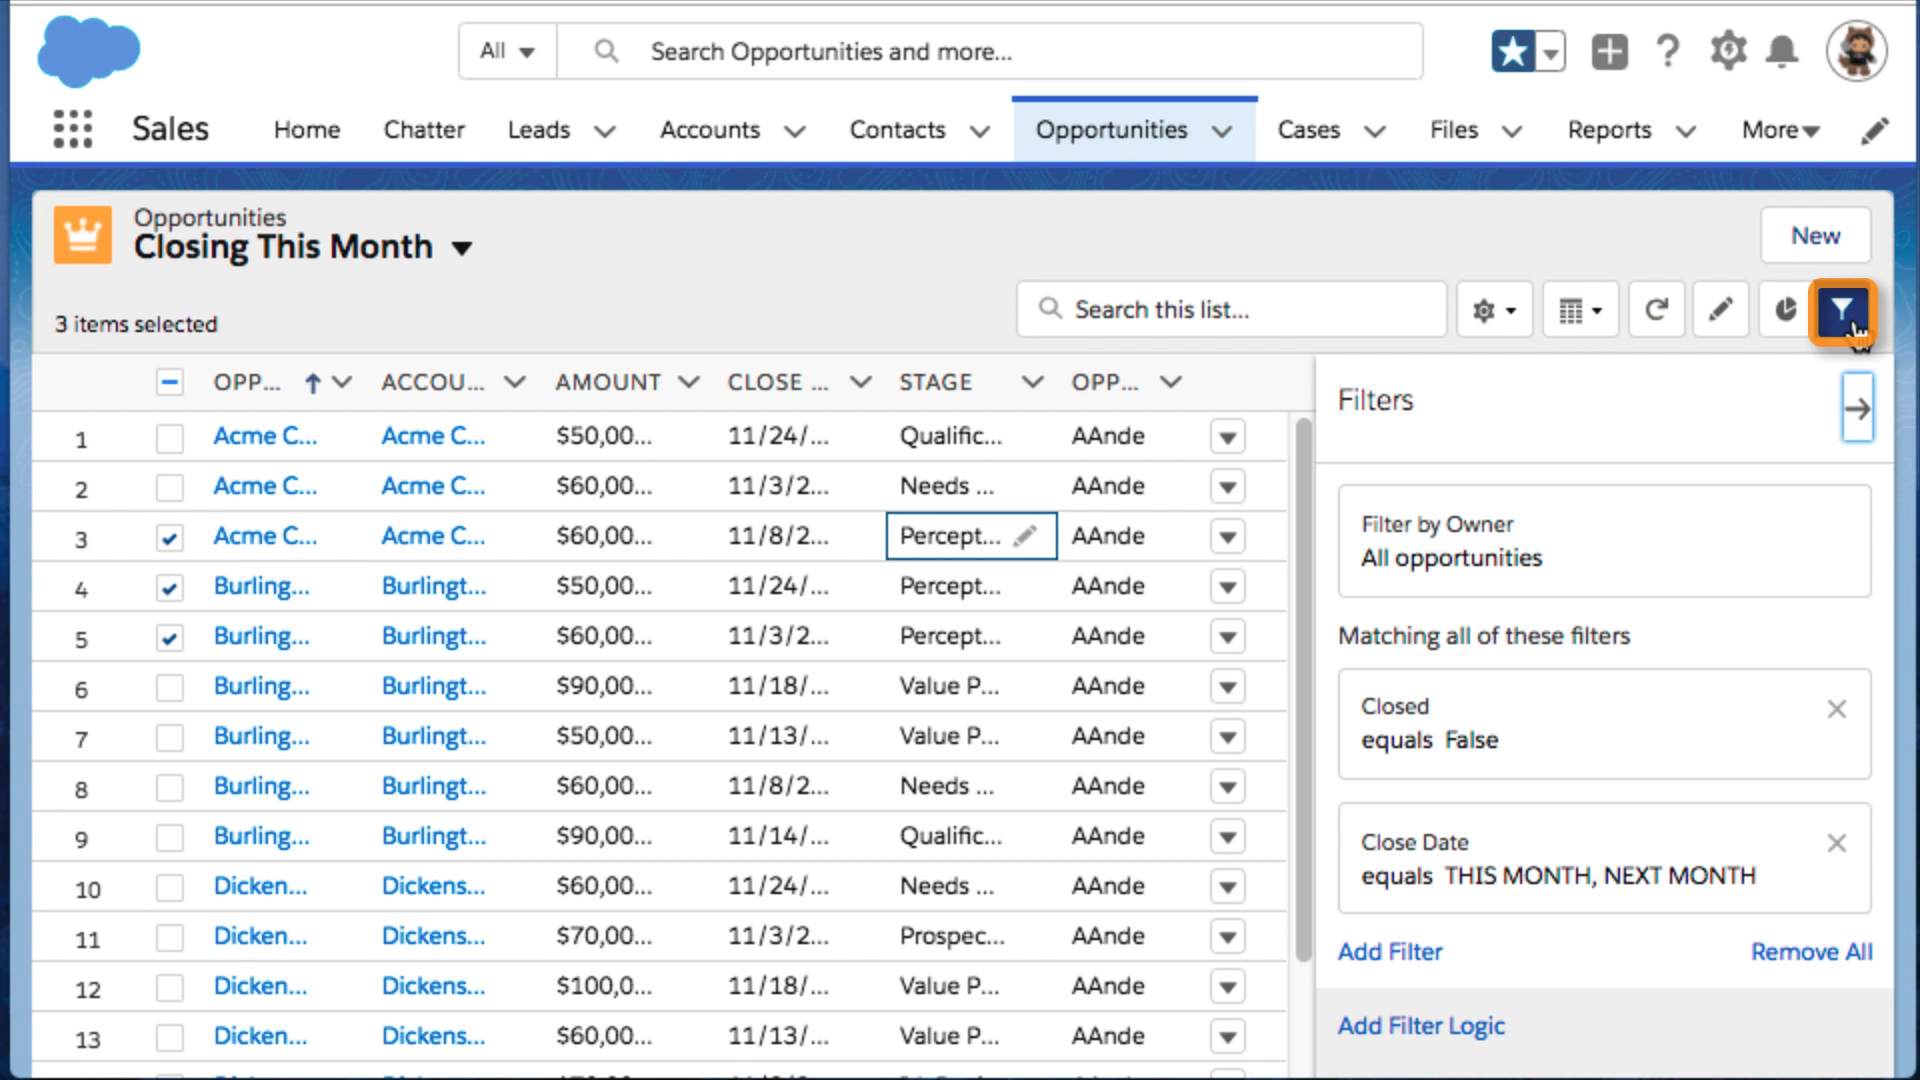 All
Search Opportunities and more...
Sales Home Chatter Leads Accounts Contacts Opportunities Cases Files Reports More
Opportunities
Closing This Month
New
3 items selected
Search this list...
OPP... ACCOU... AMOUNT CLOSE ... STAGE OPP...
1 Acme C... Acme C... $50,00... 11/24/... Qualific... AAnde
2 Acme C... Acme C... $60,00... 11/3/2... Needs ... AAnde
3 Acme C... Acme C... $60,00... 11/8/2... Percept... AAnde
4 Burling... Burlingt... $50,00... 11/24/... Percept... AAnde
5 Burling... Burlingt... $60,00... 11/3/2... Percept... AAnde
6 Burling... Burlingt... $90,00... 11/18/... Value P... AAnde
7 Burling... Burlingt... $50,00... 11/13/... Value P... AAnde
8 Burling... Burlingt... $60,00... 11/8/2... Needs ... AAnde
9 Burling... Burlingt... $90,00... 11/14/... Qualific... AAnde
10 Dicken... Dickens... $60,00... 11/24/... Needs ... AAnde
11 Dicken... Dickens... $70,00... 11/3/2... Prospec... AAnde
12 Dicken... Dickens... $100,0... 11/18/... Value P... AAnde
13 Dicken... Dickens... $60,00... 11/13/... Value P... AAnde
Filters
Filter by Owner
All opportunities
Matching all of these filters
Closed
equals False
Close Date
equals THIS MONTH, NEXT MONTH
Add Filter Remove All
Add Filter Logic